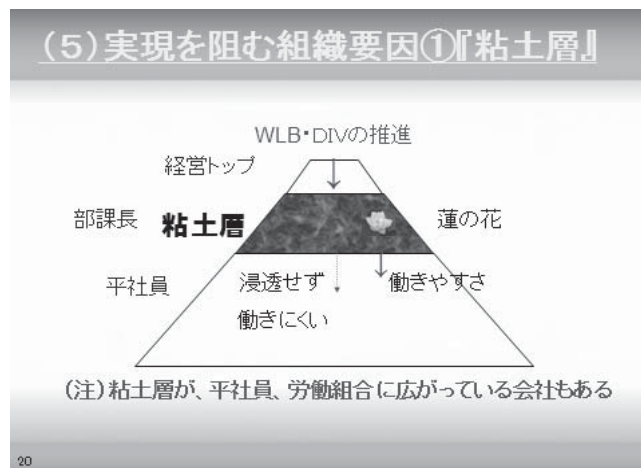 (5)実現を阻む組織要因①『粘土層』
WLB・DIVの推進
経営トップ
部課長 粘土層 蓮の花
平社員 浸透せず 働きやすさ
働きにくい
(注)粘土層が、平社員、労働組合に広がっている会社もある
20